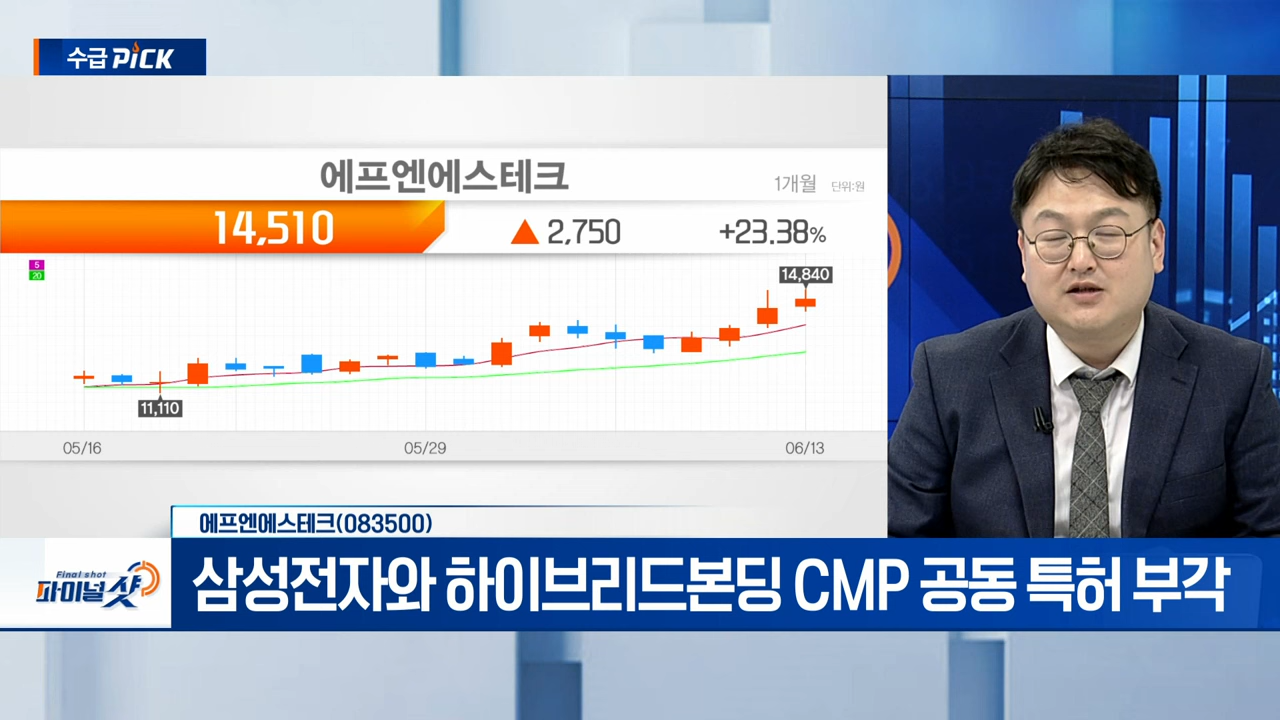 수급 PiCK
에프엔에스테크
1개월 단위:원
14,510 ▲ 2,750 +23.38%
5
20
14,840
11,110
05/16 05/29 06/13
에프엔에스테크(083500)
Final shot
파이널샷
삼성전자와 하이브리드본딩 CMP 공동 특허 부각